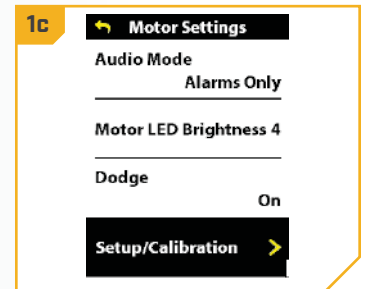 1c
Motor Settings
Audio Mode
Alarms Only
Motor LED Brightness 4
Dodge
On
Setup/Calibration >